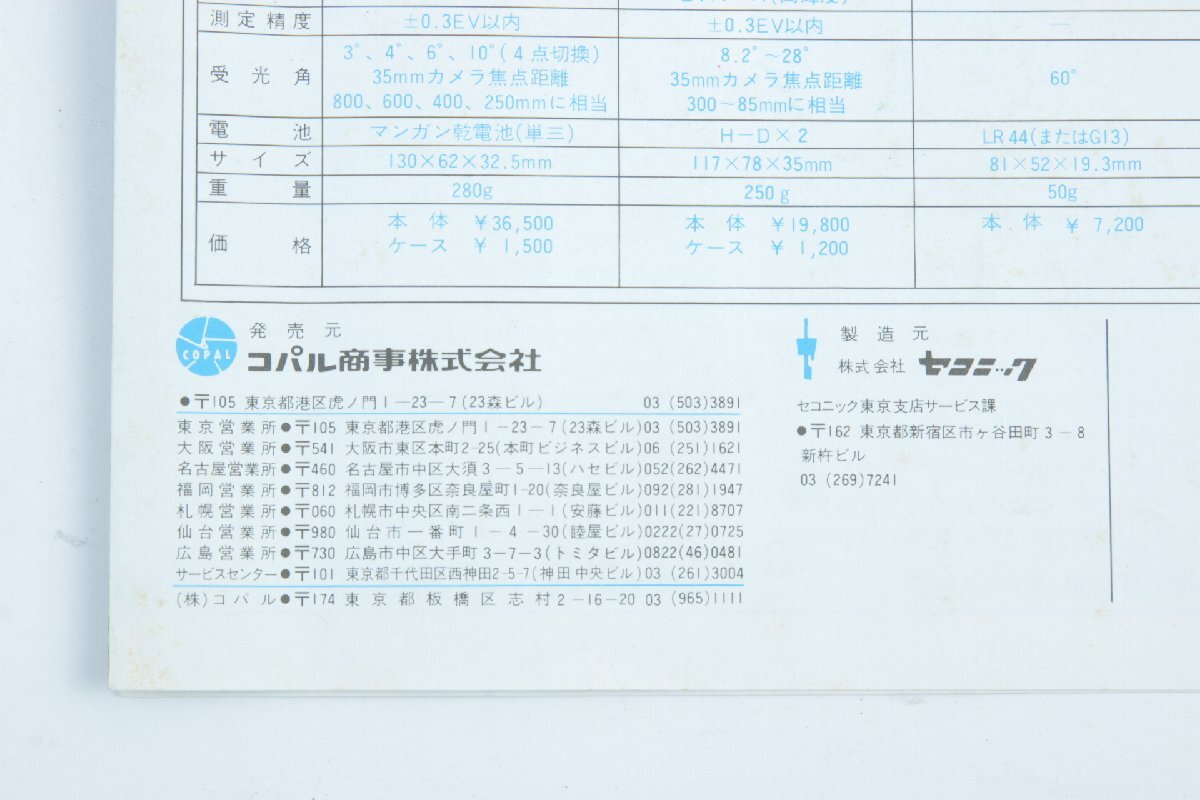 測定精度 ±0.3EV以内 ±0.3EV以内 —
受光角 3°、4°、6°、10°(4点切換) 8.2°~28° 60°
35mmカメラ焦点距離 35mmカメラ焦点距離
800、600、400、250mmに相当 300~85mmに相当
電池 マンガン乾電池(単三) H-D×2 LR44(またはG13)
サイズ 130×62×32.5mm 117×78×35mm 81×52×19.3mm
重量 280g 250g 50g
価格 本体 ¥36,500 本体 ¥19,800 本体 ¥7,200
ケース ¥1,500 ケース ¥1,200
COPAL
発売元
コパル商事株式会社
●〒105 東京都港区虎ノ門1-23-7(23森ビル) 03(503)3891
東京営業所●〒105 東京都港区虎ノ門1-23-7(23森ビル)03(503)3891
大阪営業所●〒541 大阪市東区本町2-25(本町ビジネスビル)06(251)1621
名古屋営業所●〒460 名古屋市中区大須3-5-13(ハセビル)052(262)4471
福岡営業所●〒812 福岡市博多区奈良屋町1-20(奈良屋ビル)092(281)1947
札幌営業所●〒060 札幌市中央区南二条西1-1(安藤ビル)011(221)8707
仙台営業所●〒980 仙台市一番町1-4-30(睦屋ビル)0222(27)0725
広島営業所●〒730 広島市中区大手町3-7-3(トミタビル)0822(46)0481
サービスセンター●〒101 東京都千代田区西神田2-5-7(神田中央ビル)03(261)3004
(株)コパル●〒174 東京都板橋区志村2-16-20 03(965)1111
製造元
株式会社 セコニック
セコニック東京支店サービス課
●〒162 東京都新宿区市ヶ谷田町3-8
新杵ビル
03(269)7241